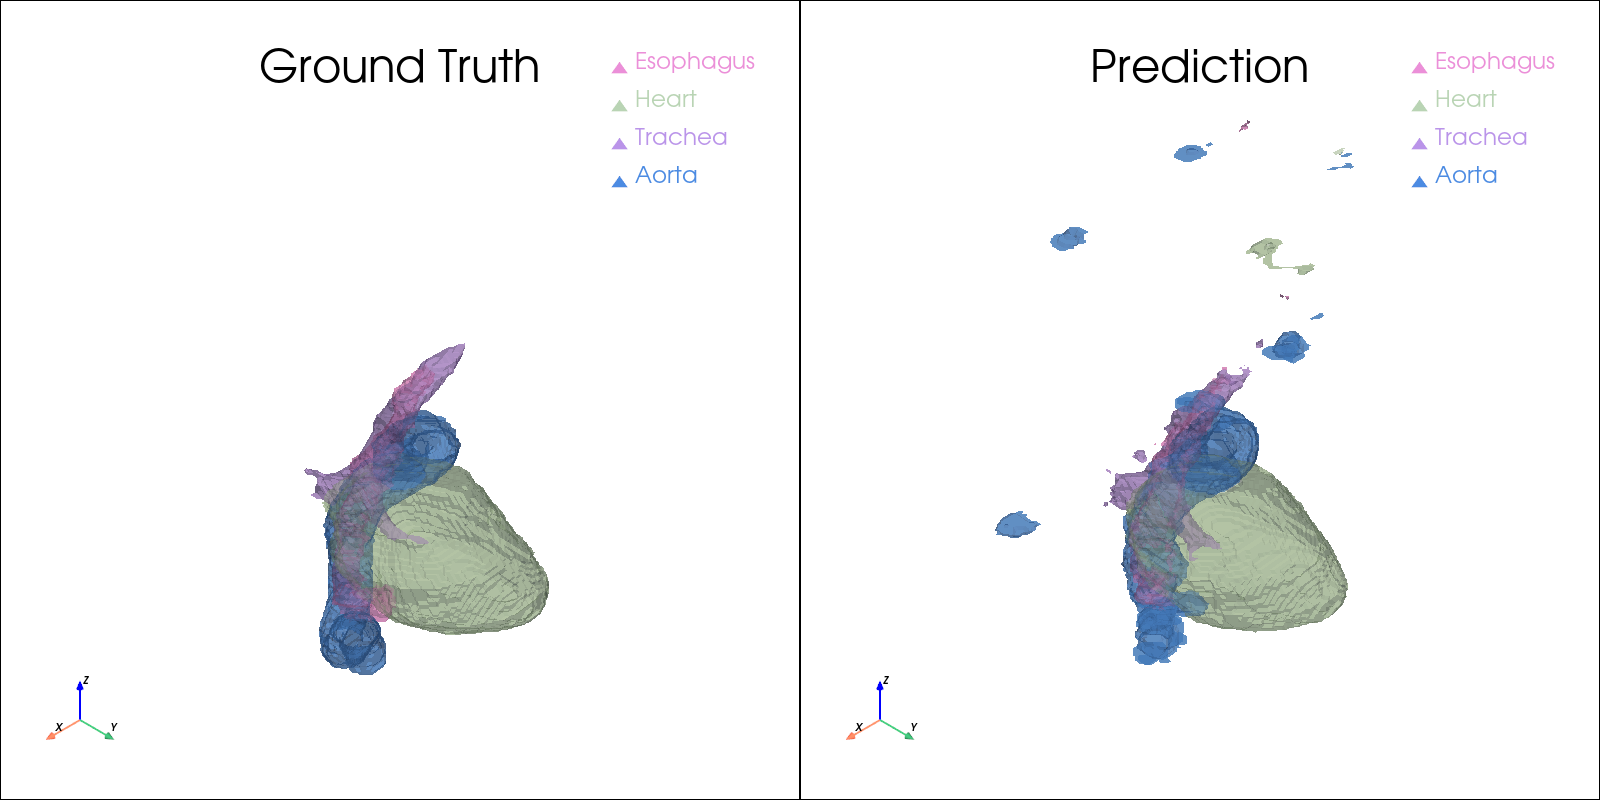 Ground Truth
Esophagus
Heart
Trachea
Aorta
Z
X
Y
Prediction
Esophagus
Heart
Trachea
Aorta
Z
X
Y